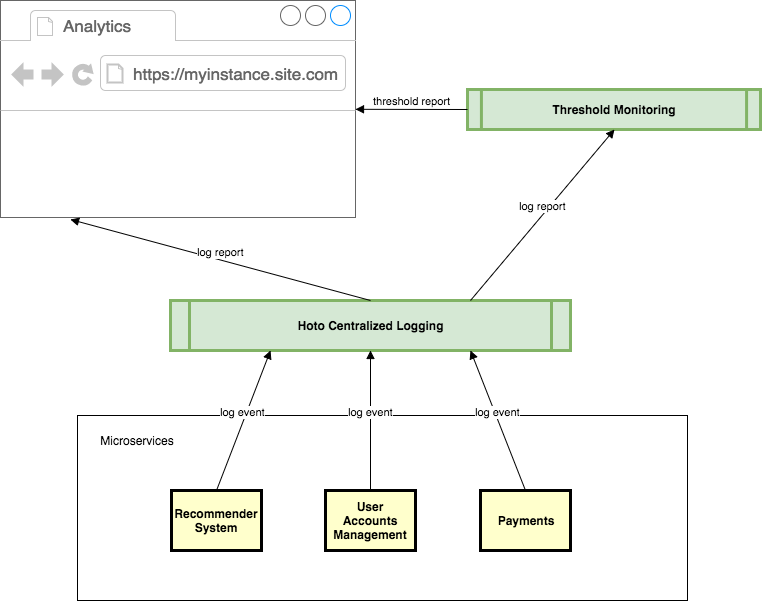 Analytics
https://myinstance.site.com
threshold report
Threshold Monitoring
log report
log report
Hoto Centralized Logging
log event
log event
log event
Microservices
Recommender
System
User
Accounts
Management
Payments